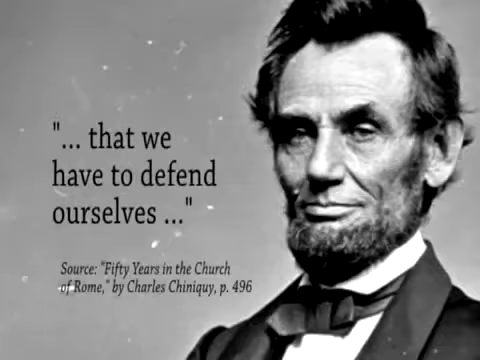 "... that we
have to defend
ourselves ..."
Source: "Fifty Years in the Church
of Rome," by Charles Chiniquy, p. 496